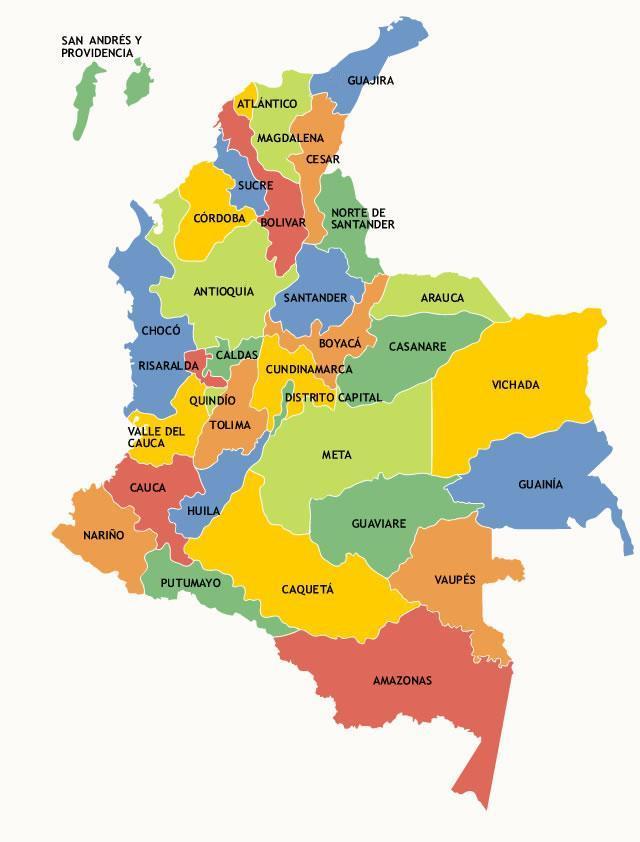 SAN ANDRÉS Y
PROVIDENCIA
GUAJIRA
ATLÁNTICO
MAGDALENA
CESAR
SUCRE
CÓRDOBA
BOLIVAR
NORTE DE
SANTANDER
ANTIOQUIA
SANTANDER
ARAUCA
CHOCÓ
BOYACÁ
CASANARE
CALDAS
RISARALDA
CUNDINAMARCA
VICHADA
QUINDÍO
DISTRITO CAPITAL
TOLIMA
VALLE DEL
CAUCA
META
CAUCA
GUAINÍA
HUILA
GUAVIARE
NARIÑO
VAUPÉS
PUTUMAYO
CAQUETÁ
AMAZONAS